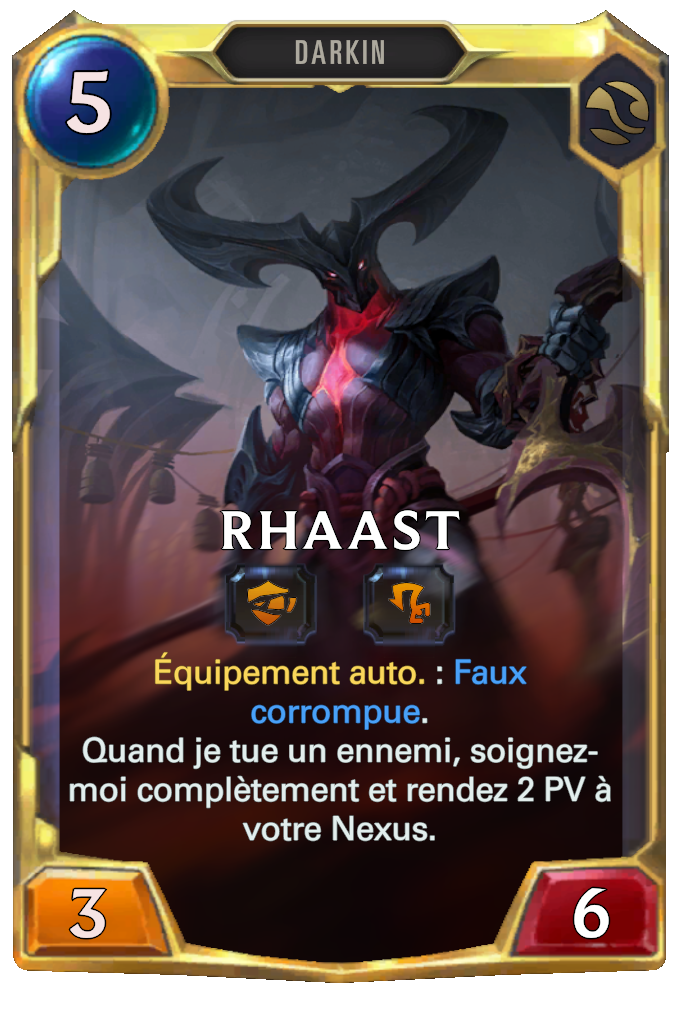 DARKIN
5
RHAAST
Équipement auto. : Faux
corrompue.
Quand je tue un ennemi, soignez-
moi complètement et rendez 2 PV à
votre Nexus.
3
6